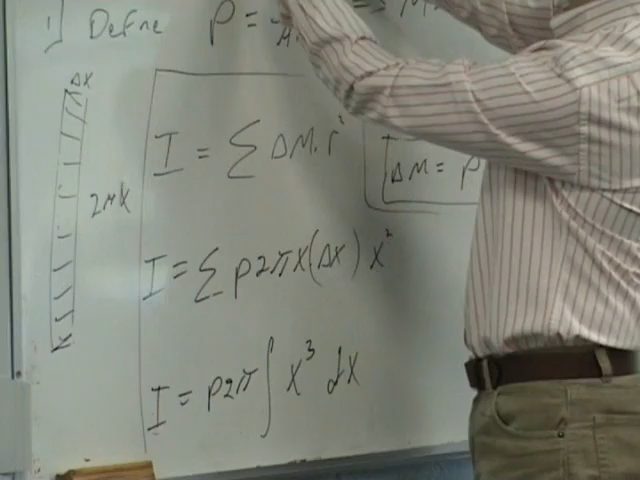 1) Define ρ =
Δx
I = Σ ΔM · r²
ΔM = ρ
2πx
I = Σ ρ2πx(Δx) x²
I = ρ2π ∫ x³ dx